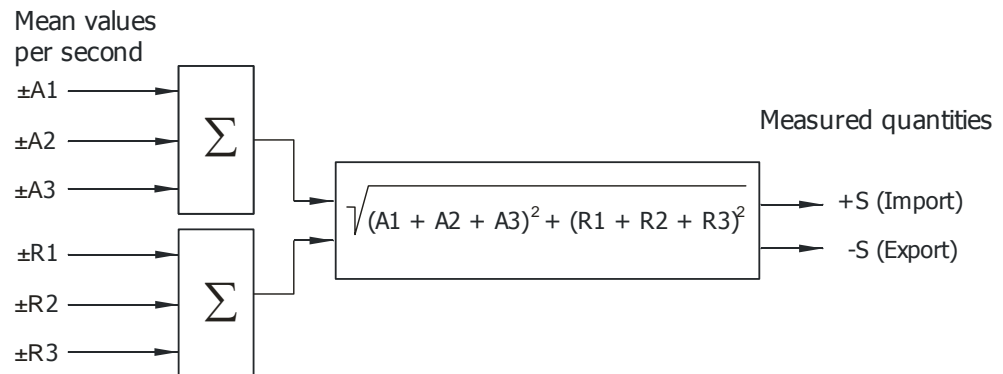 Mean values
per second
±A1
±A2
±A3
Σ
±R1
±R2
±R3
Σ
√(A1 + A2 + A3)² + (R1 + R2 + R3)²
Measured quantities
+S (Import)
-S (Export)